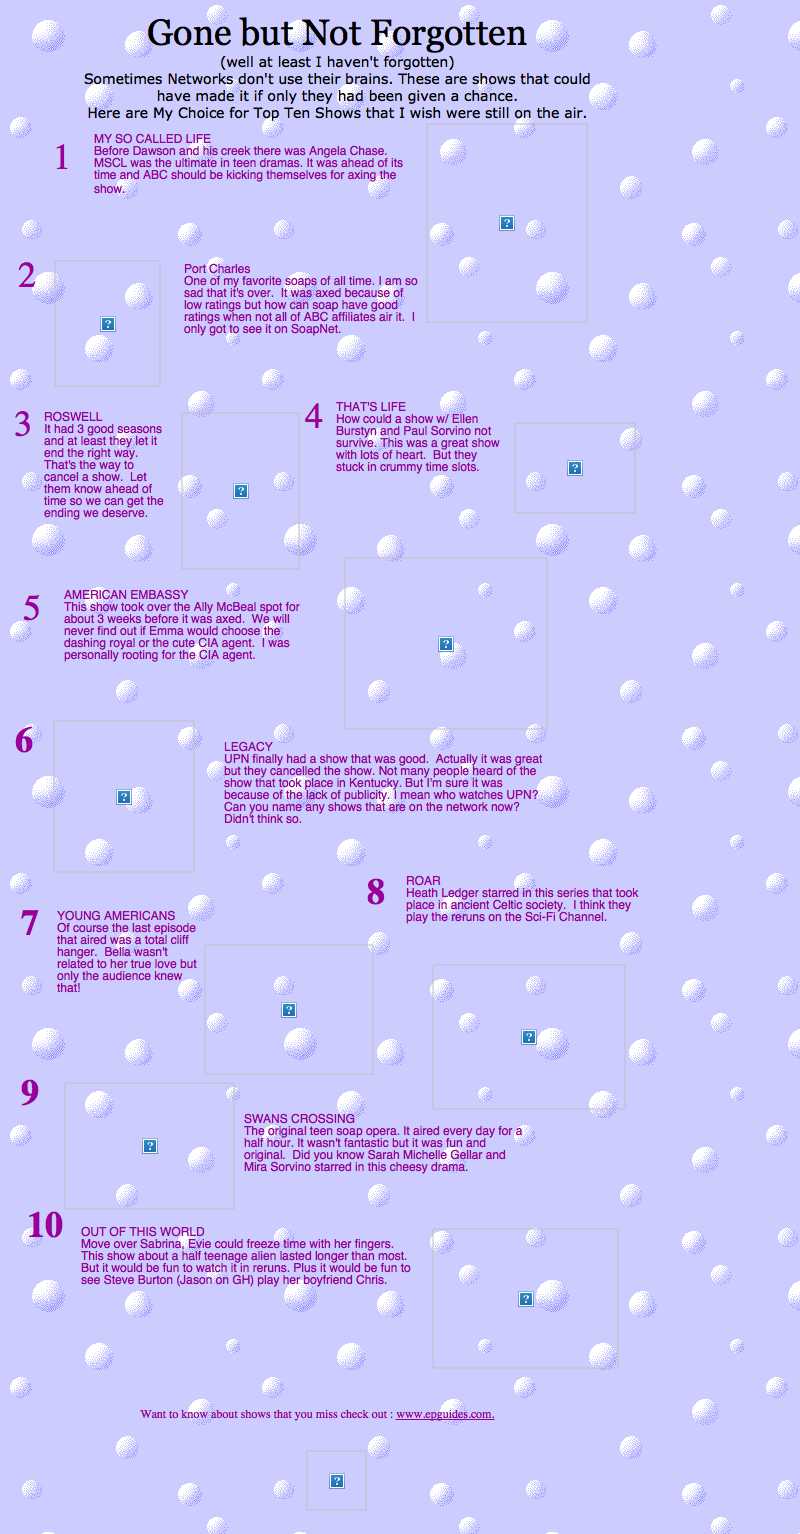 Gone but Not Forgotten
(well at least I haven't forgotten)
Sometimes Networks don't use their brains. These are shows that could
have made it if only they had been given a chance.
Here are My Choice for Top Ten Shows that I wish were still on the air.
1
MY SO CALLED LIFE
Before Dawson and his creek there was Angela Chase.
MSCL was the ultimate in teen dramas. It was ahead of its
time and ABC should be kicking themselves for axing the
show.
2
Port Charles
One of my favorite soaps of all time. I am so
sad that it's over. It was axed because of
low ratings but how can soap have good
ratings when not all of ABC affiliates air it. I
only got to see it on SoapNet.
3
ROSWELL
It had 3 good seasons
and at least they let it
end the right way.
That's the way to
cancel a show. Let
them know ahead of
time so we can get the
ending we deserve.
4
THAT'S LIFE
How could a show w/ Ellen
Burstyn and Paul Sorvino not
survive. This was a great show
with lots of heart. But they
stuck in crummy time slots.
5
AMERICAN EMBASSY
This show took over the Ally McBeal spot for
about 3 weeks before it was axed. We will
never find out if Emma would choose the
dashing royal or the cute CIA agent. I was
personally rooting for the CIA agent.
6
LEGACY
UPN finally had a show that was good. Actually it was great
but they cancelled the show. Not many people heard of the
show that took place in Kentucky. But I'm sure it was
because of the lack of publicity. I mean who watches UPN?
Can you name any shows that are on the network now?
Didn't think so.
7
YOUNG AMERICANS
Of course the last episode
that aired was a total cliff
hanger. Bella wasn't
related to her true love but
only the audience knew
that!
8
ROAR
Heath Ledger starred in this series that took
place in ancient Celtic society. I think they
play the reruns on the Sci-Fi Channel.
9
SWANS CROSSING
The original teen soap opera. It aired every day for a
half hour. It wasn't fantastic but it was fun and
original. Did you know Sarah Michelle Gellar and
Mira Sorvino starred in this cheesy drama.
10
OUT OF THIS WORLD
Move over Sabrina, Evie could freeze time with her fingers.
This show about a half teenage alien lasted longer than most.
But it would be fun to watch it in reruns. Plus it would be fun to
see Steve Burton (Jason on GH) play her boyfriend Chris.
Want to know about shows that you miss check out : www.epguides.com.